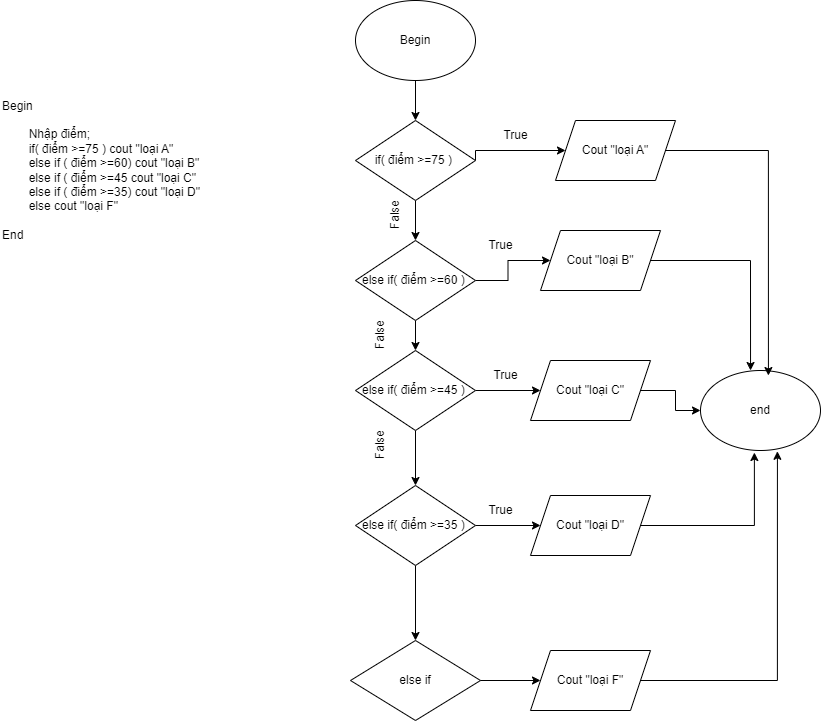 Begin
Nhập điểm;
if( điểm >=75 ) cout "loại A"
else if ( điểm >=60) cout "loại B"
else if ( điểm >=45 cout "loại C"
else if ( điểm >=35) cout "loại D"
else cout "loại F"
End
Begin
if( điểm >=75 )
True
Cout "loại A"
False
else if( điểm >=60 )
True
Cout "loại B"
False
else if( điểm >=45 )
True
Cout "loại C"
end
False
else if( điểm >=35 )
True
Cout "loại D"
else if
Cout "loại F"